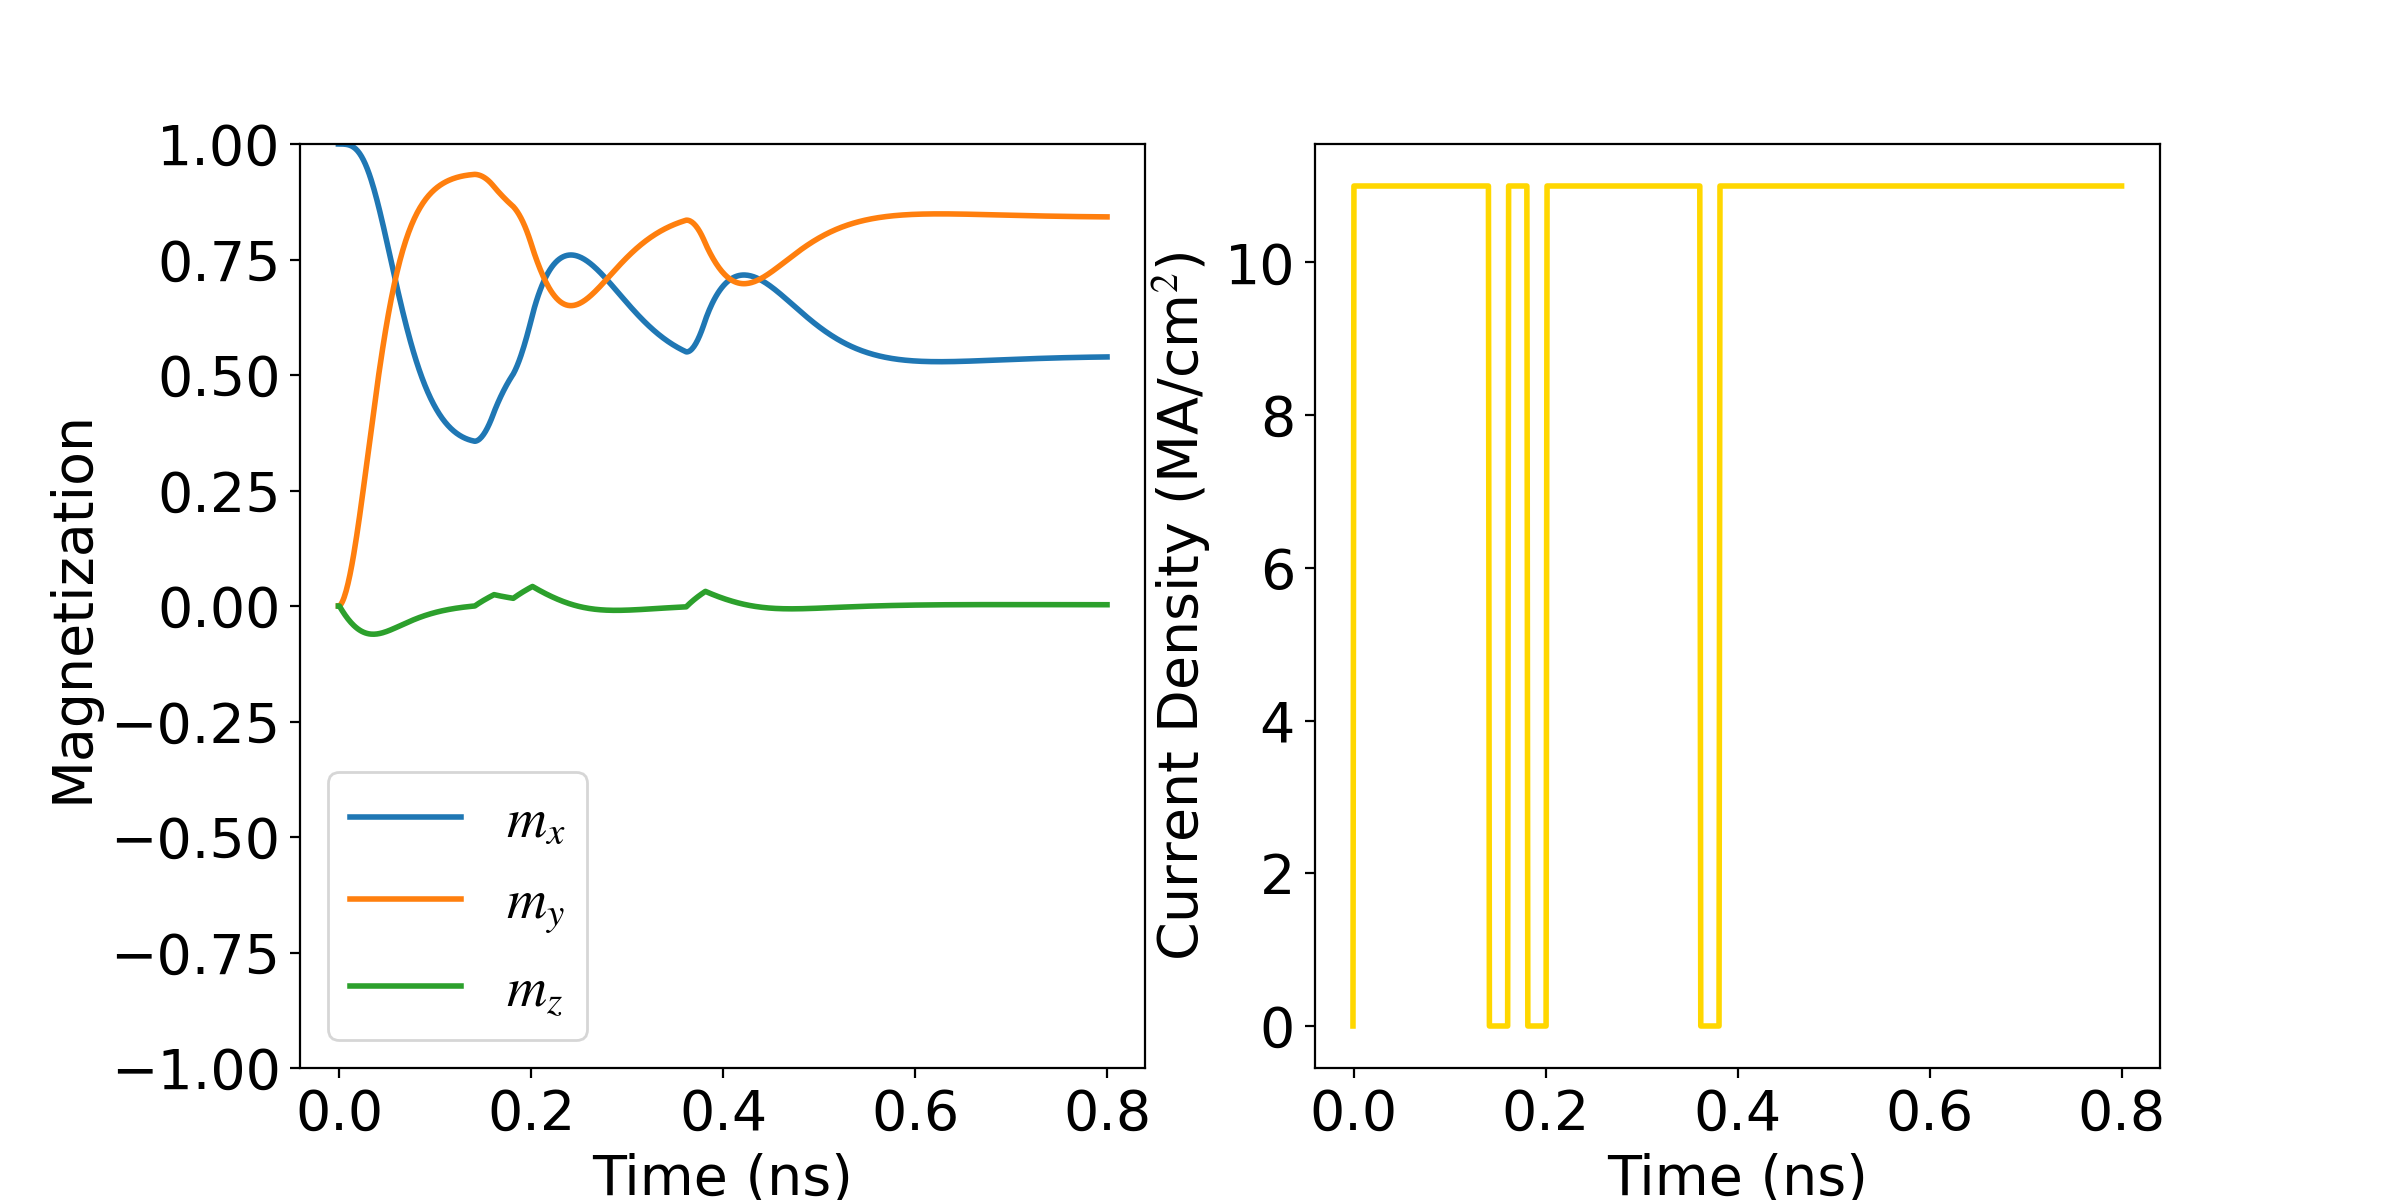 Magnetization
1.00
0.75
0.50
0.25
0.00
−0.25
−0.50
−0.75
−1.00
m_x
m_y
m_z
0.0 0.2 0.4 0.6 0.8
Time (ns)
Current Density (MA/cm²)
10
8
6
4
2
0
0.0 0.2 0.4 0.6 0.8
Time (ns)